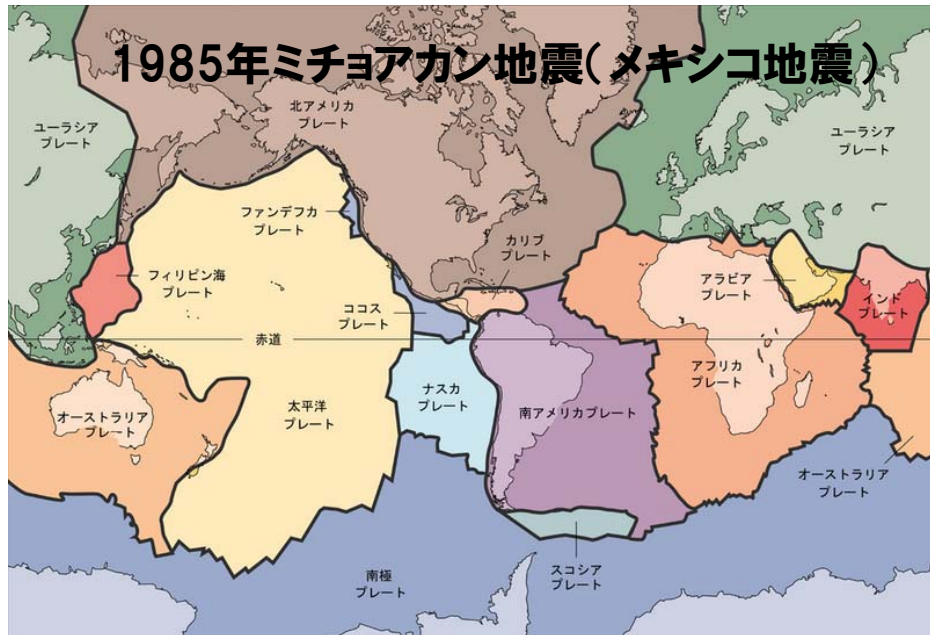 1985年ミチョアカン地震(メキシコ地震)
北アメリカ
プレート
ユーラシア
プレート
ユーラシア
プレート
ファンデフカ
プレート
カリブ
プレート
フィリピン海
プレート
アラビア
プレート
インド
プレート
ココス
プレート
赤道
ナスカ
プレート
アフリカ
プレート
オーストラリア
プレート
太平洋
プレート
南アメリカプレート
オーストラリア
プレート
南極
プレート
スコシア
プレート